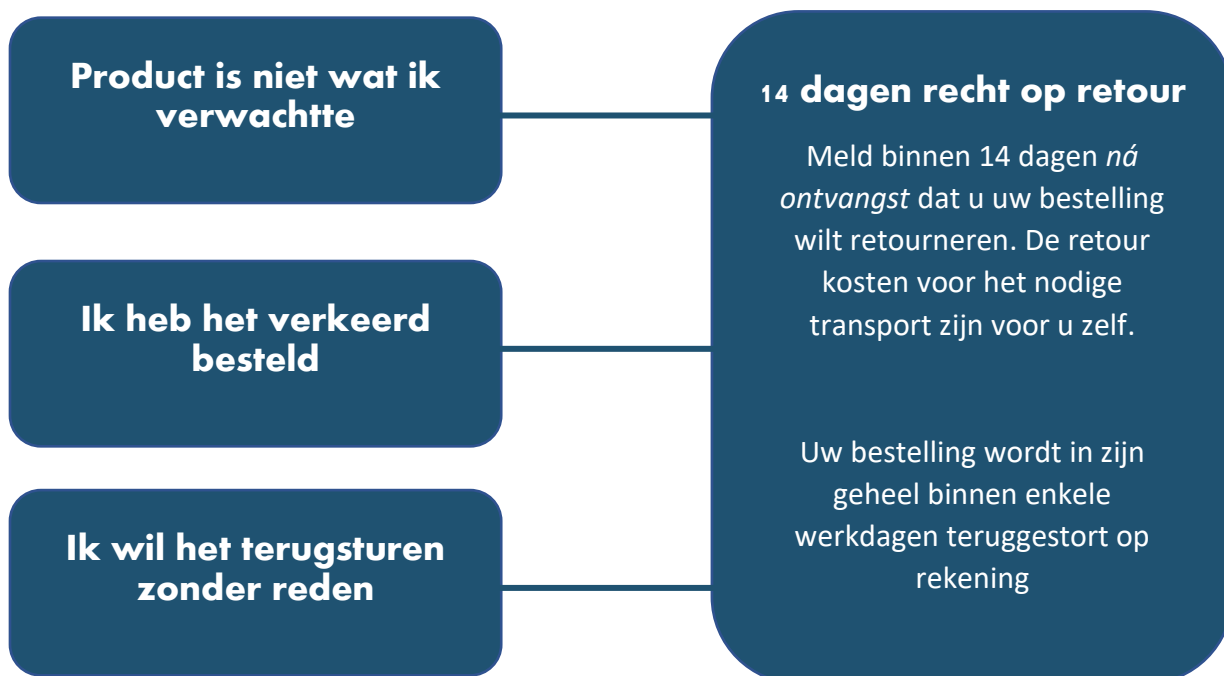 Product is niet wat ik
verwachtte
Ik heb het verkeerd
besteld
Ik wil het terugsturen
zonder reden
14 dagen recht op retour
Meld binnen 14 dagen ná
ontvangst dat u uw bestelling
wilt retourneren. De retour
kosten voor het nodige
transport zijn voor u zelf.
Uw bestelling wordt in zijn
geheel binnen enkele
werkdagen teruggestort op
rekening